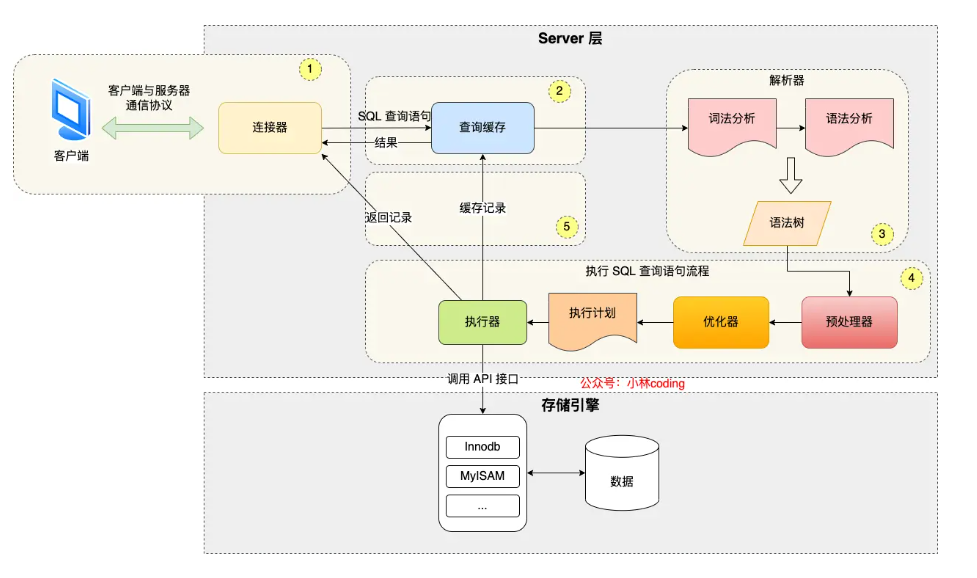 Server 层
1
客户端与服务器
通信协议
客户端
连接器
SQL 查询语句
结果
2
查询缓存
解析器
词法分析
语法分析
语法树
3
返回记录
缓存记录
5
执行 SQL 查询语句流程
4
执行器
执行计划
优化器
预处理器
调用 API 接口
公众号：小林coding
存储引擎
Innodb
MyISAM
...
数据